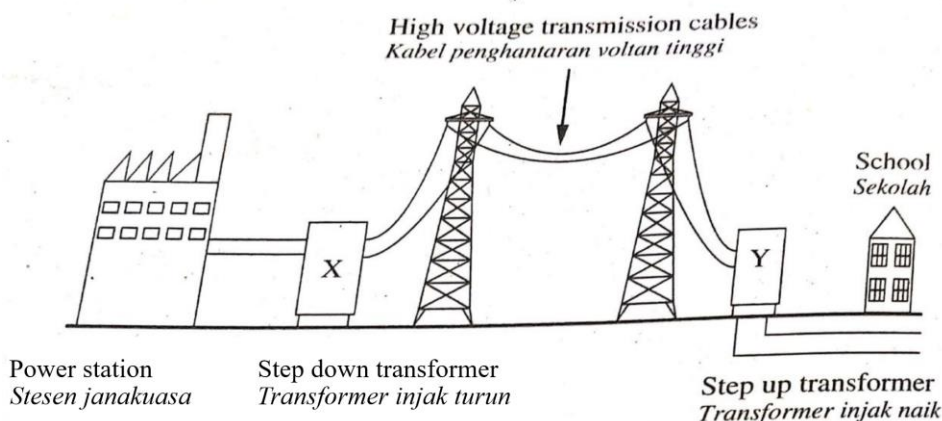 High voltage transmission cables
Kabel penghantaran voltan tinggi
School
Sekolah
X
Y
Power station
Stesen janakuasa
Step down transformer
Transformer injak turun
Step up transformer
Transformer injak naik